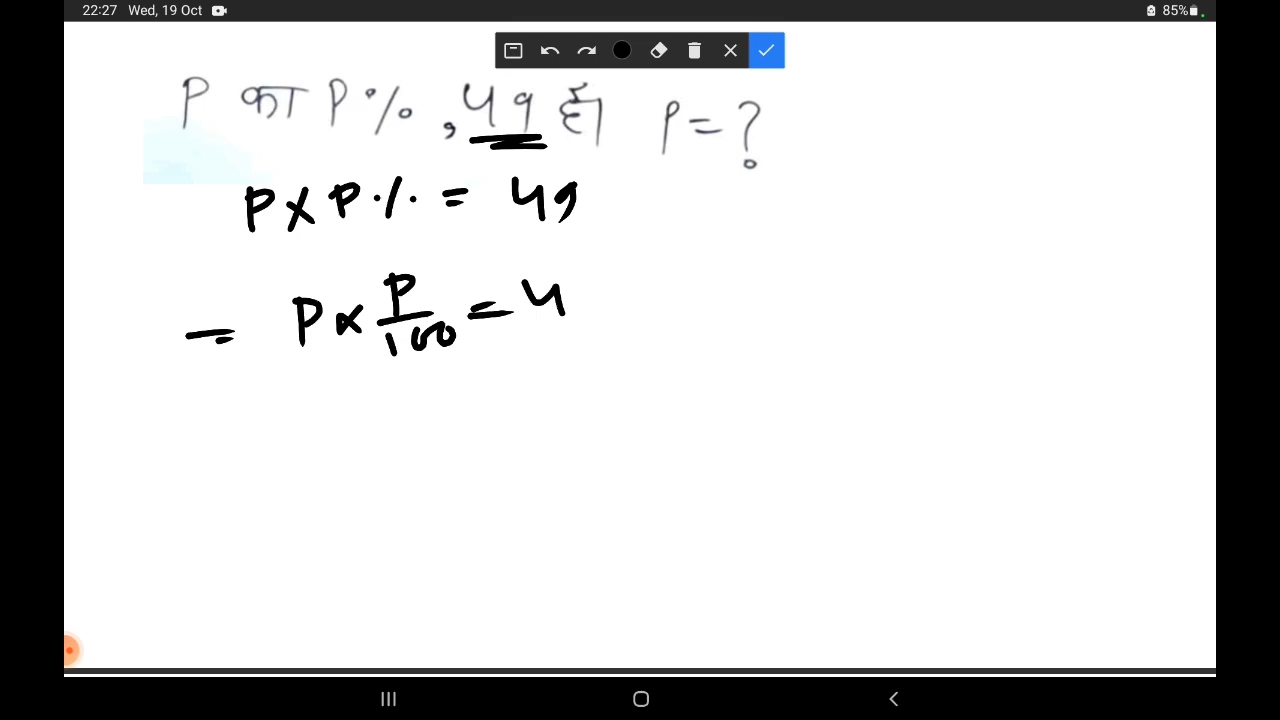 22:27 Wed, 19 Oct 85%
P का P%, 49 है। P = ?
P × P % = 49
= P × P/100 = 4